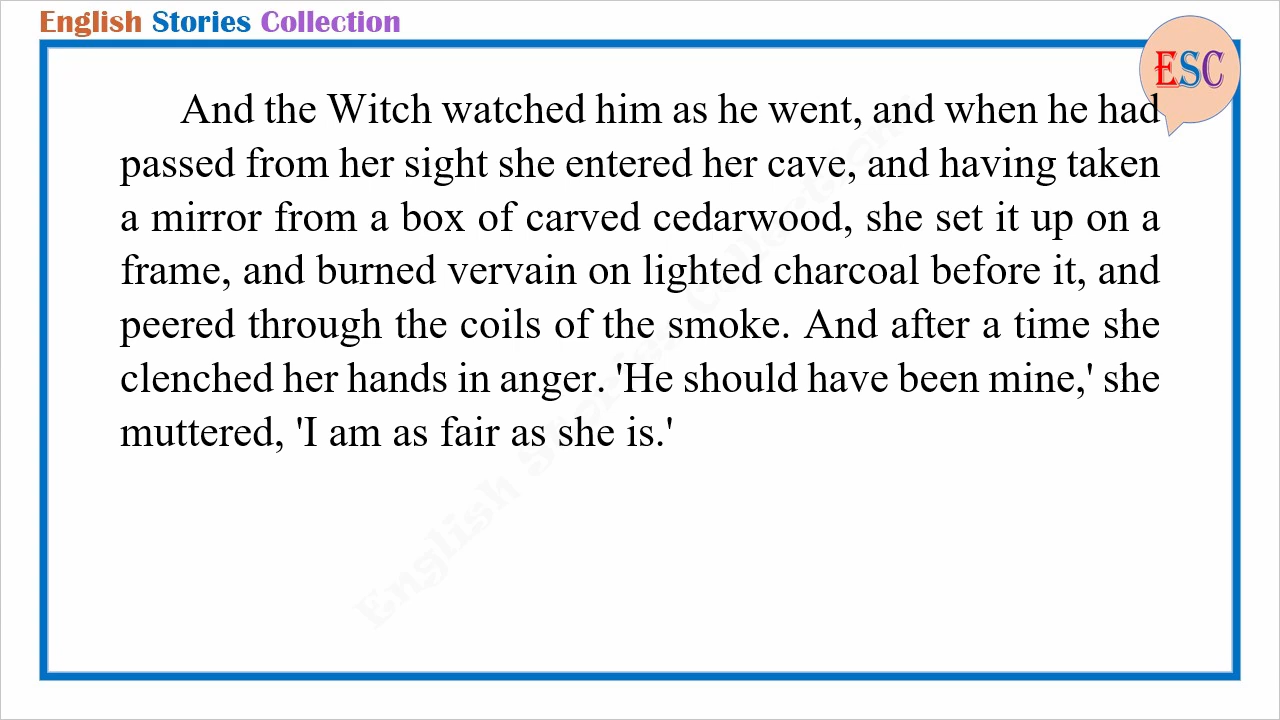 English Stories Collection
ESC
And the Witch watched him as he went, and when he had
passed from her sight she entered her cave, and having taken
a mirror from a box of carved cedarwood, she set it up on a
frame, and burned vervain on lighted charcoal before it, and
peered through the coils of the smoke. And after a time she
clenched her hands in anger. 'He should have been mine,' she
muttered, 'I am as fair as she is.'
English Stories Collection